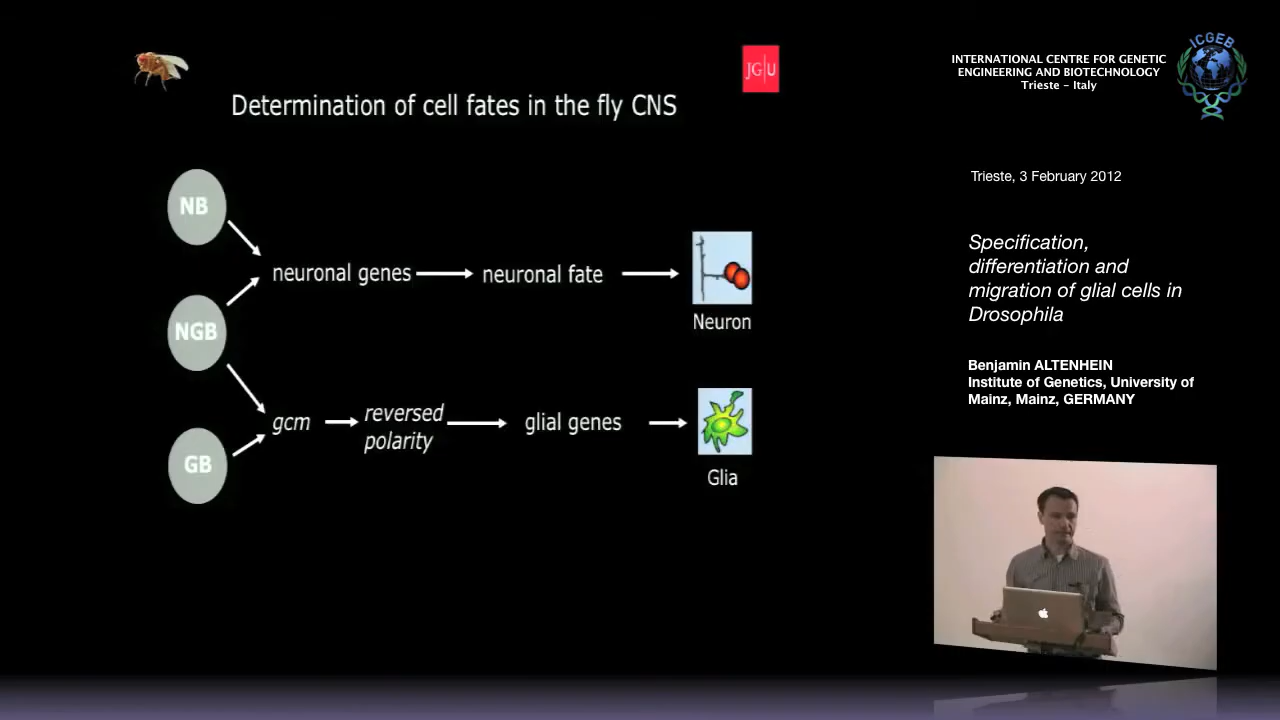 JG|U
Determination of cell fates in the fly CNS
NB
NGB
GB
neuronal genes
neuronal fate
Neuron
gcm
reversed
polarity
glial genes
Glia
ICGEB
INTERNATIONAL CENTRE FOR GENETIC
ENGINEERING AND BIOTECHNOLOGY
Trieste - Italy
Trieste, 3 February 2012
Specification,
differentiation and
migration of glial cells in
Drosophila
Benjamin ALTENHEIN
Institute of Genetics, University of
Mainz, Mainz, GERMANY